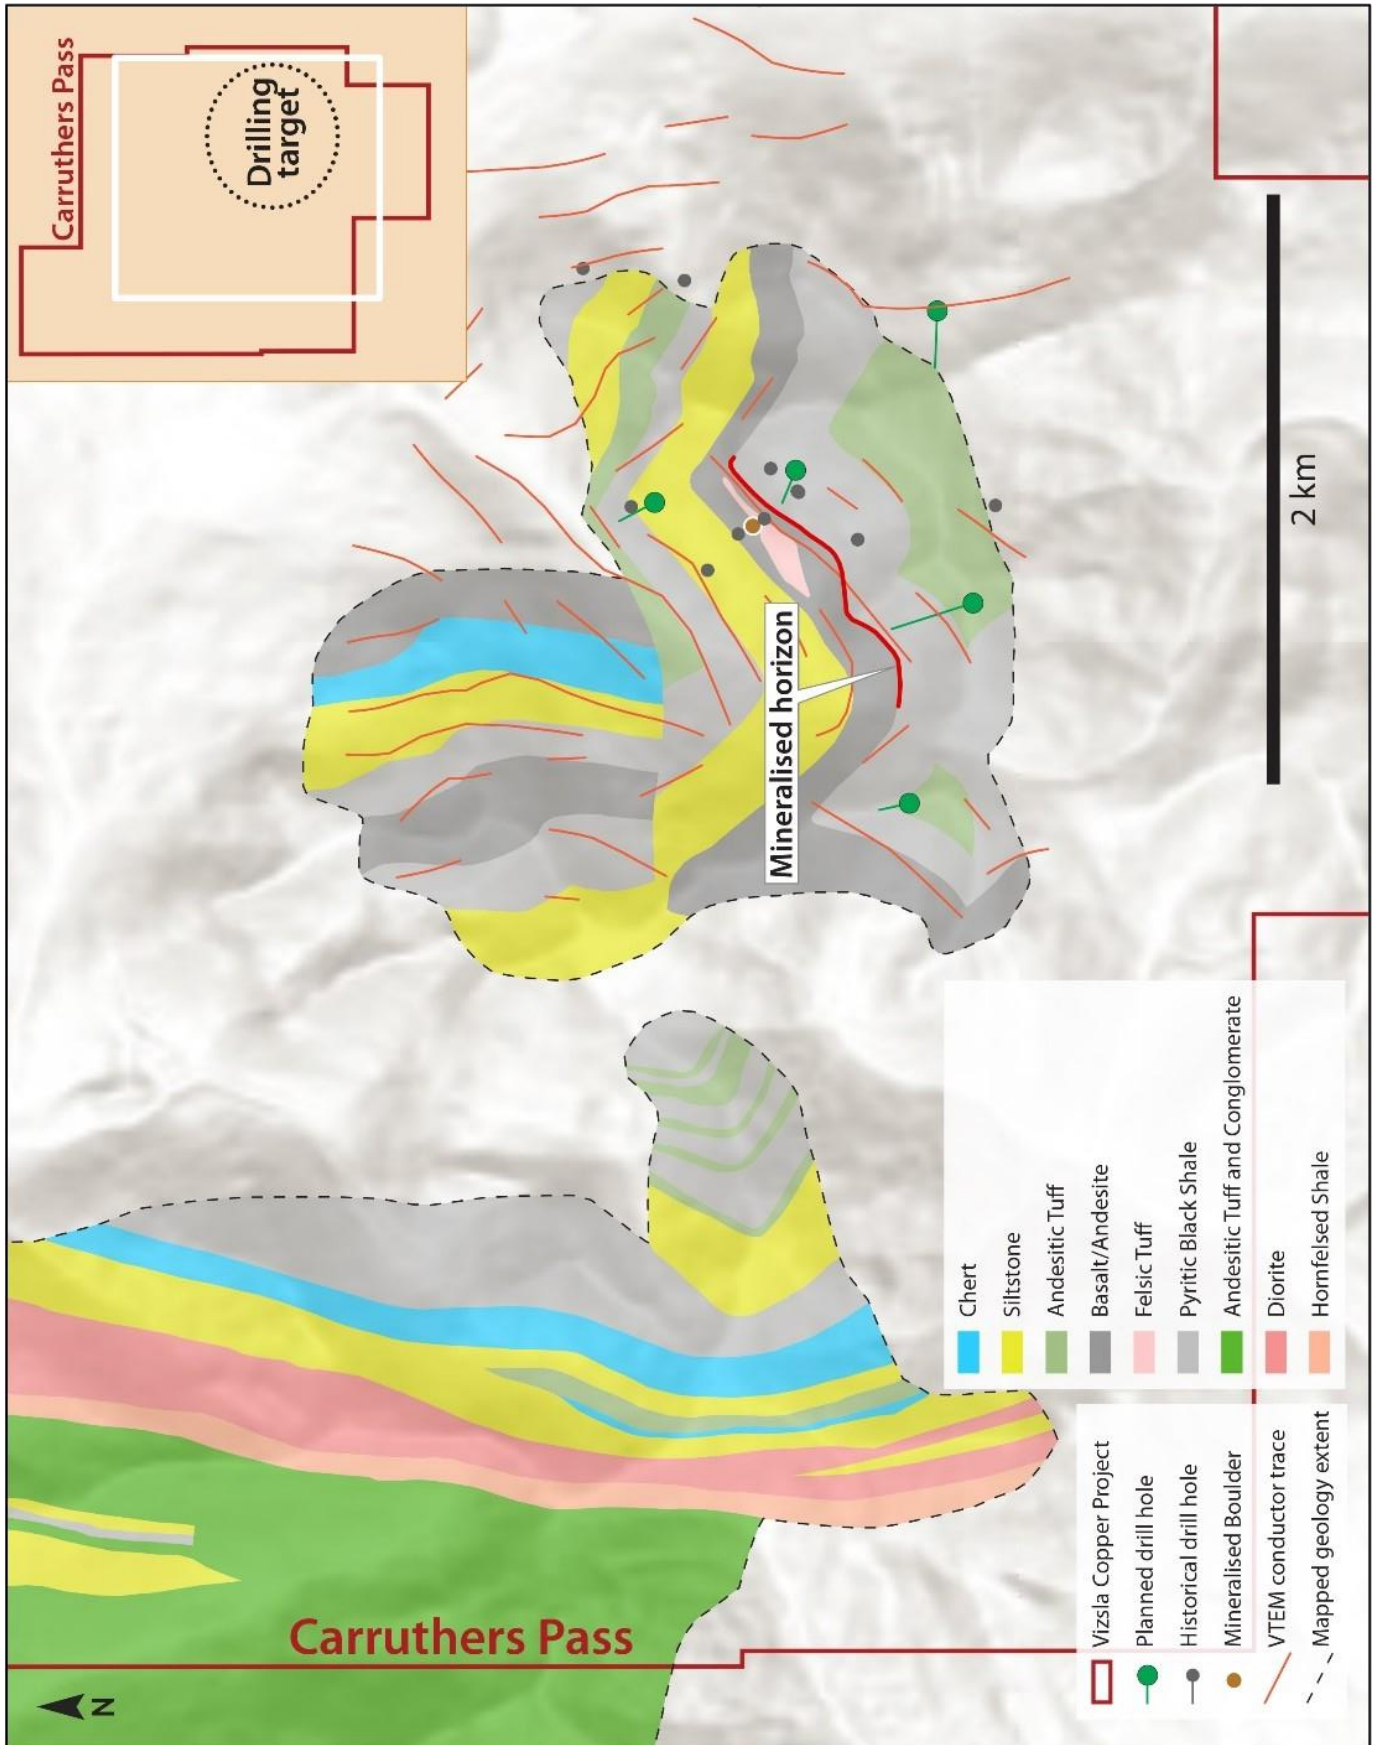 Carruthers Pass
Drilling
target
Mineralised horizon
2 km
Carruthers Pass
N
Vizsla Copper Project
Planned drill hole
Historical drill hole
Mineralised Boulder
VTEM conductor trace
Mapped geology extent
Chert
Siltstone
Andesitic Tuff
Basalt/Andesite
Felsic Tuff
Pyritic Black Shale
Andesitic Tuff and Conglomerate
Diorite
Hornfelsed Shale